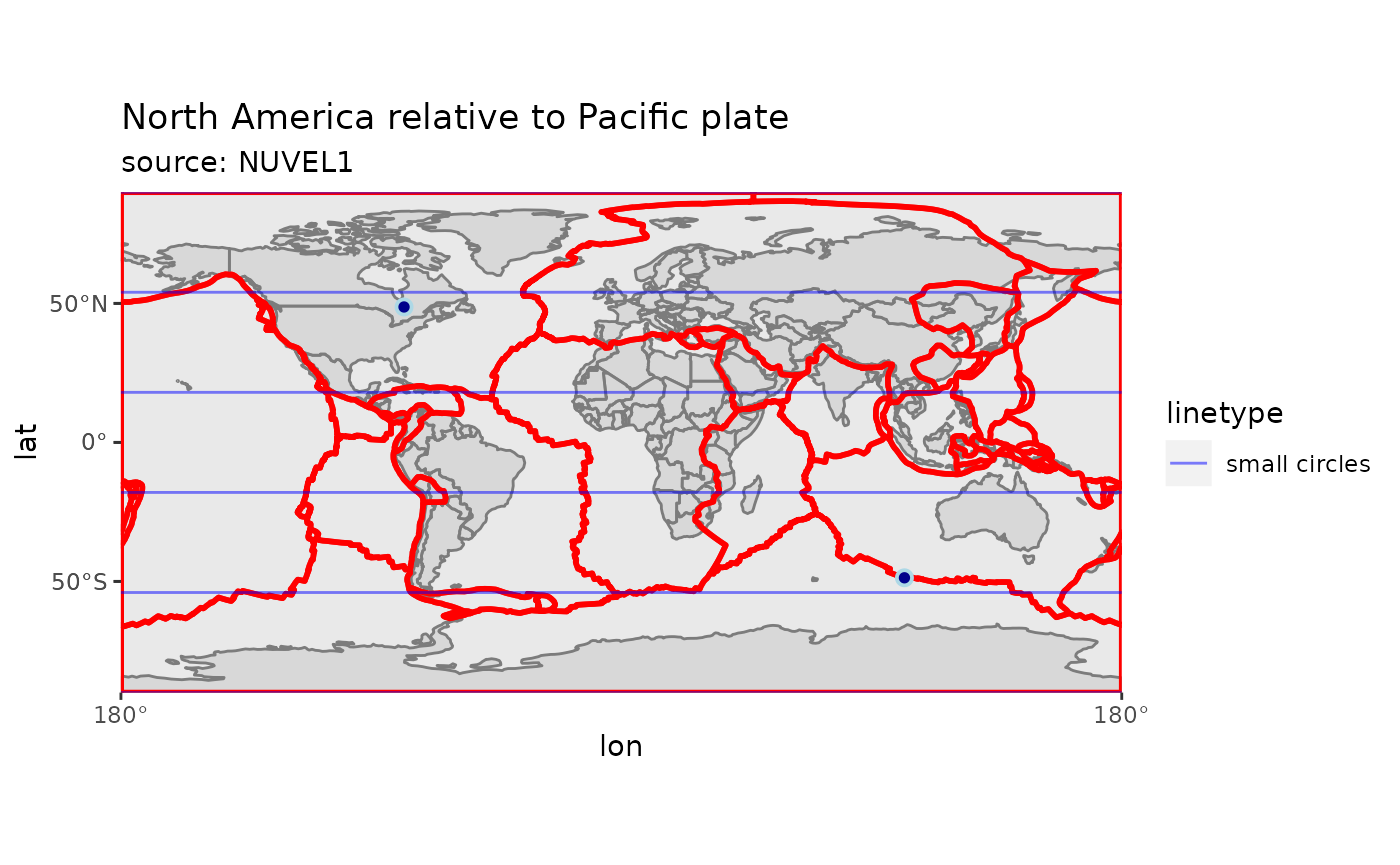 North America relative to Pacific plate
source: NUVEL1
50°N
0°
50°S
lat
180°
180°
lon
linetype
small circles